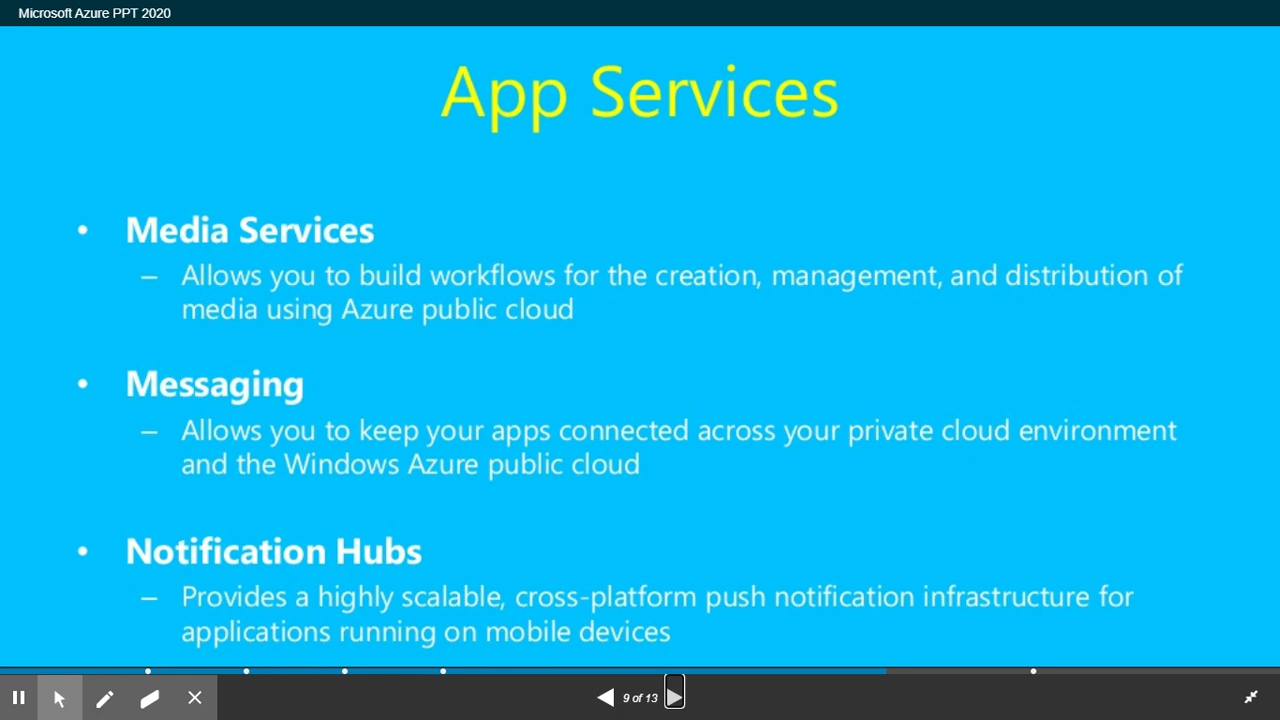 Microsoft Azure PPT 2020
App Services
• Media Services
– Allows you to build workflows for the creation, management, and distribution of
media using Azure public cloud
• Messaging
– Allows you to keep your apps connected across your private cloud environment
and the Windows Azure public cloud
• Notification Hubs
– Provides a highly scalable, cross-platform push notification infrastructure for
applications running on mobile devices
9 of 13